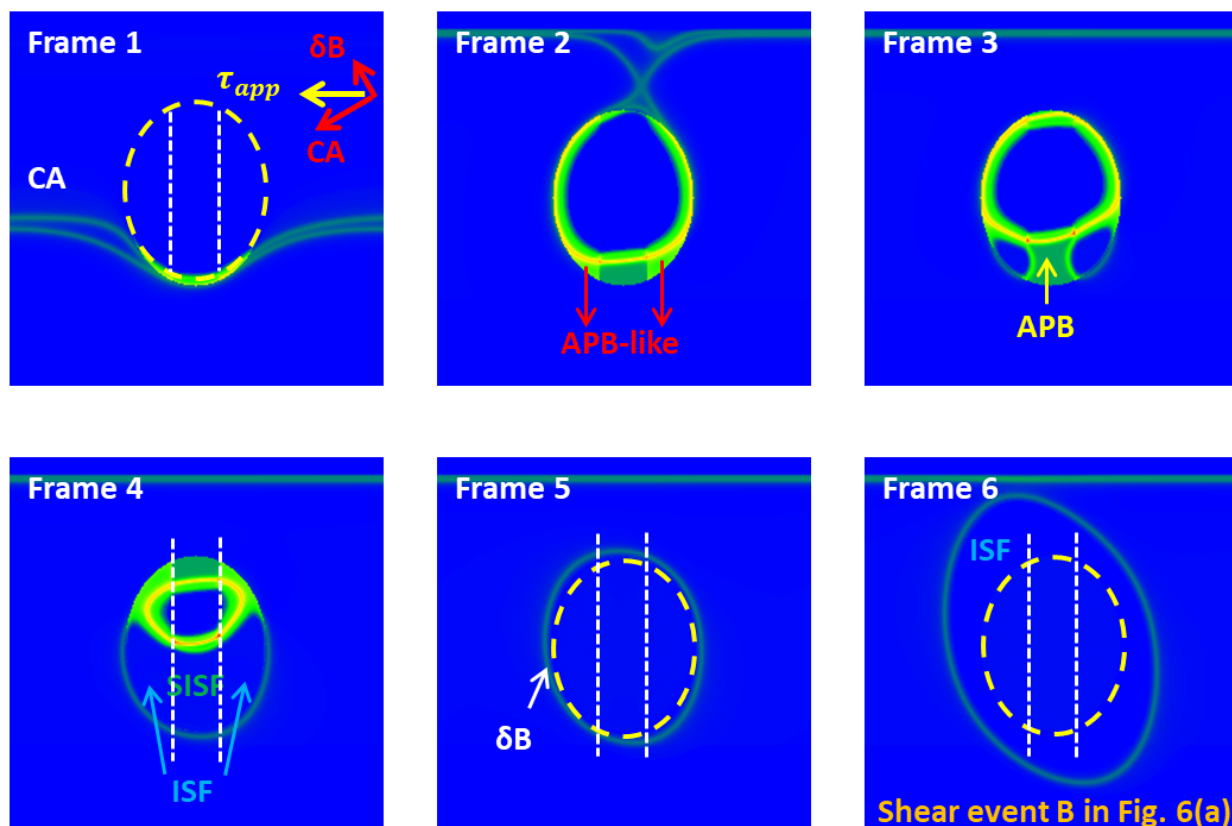 Frame 1
δB
τapp
CA
CA
Frame 2
APB-like
Frame 3
APB
Frame 4
SISF
ISF
Frame 5
δB
Frame 6
ISF
Shear event B in Fig. 6(a)